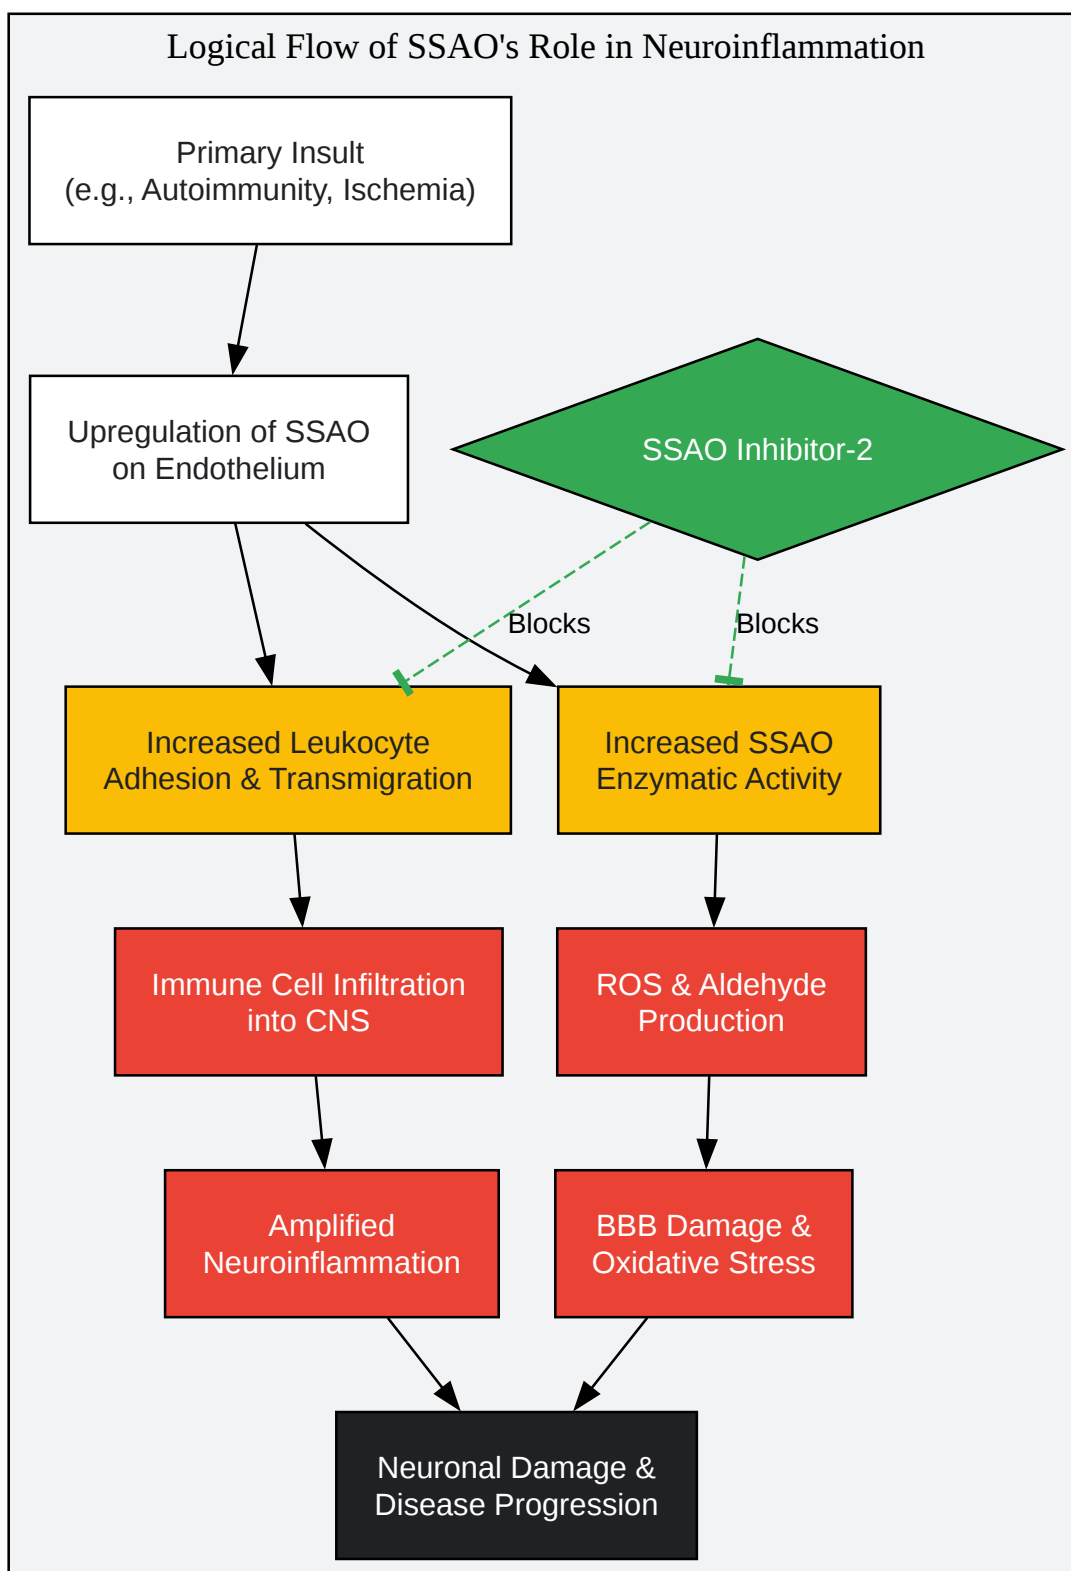 Logical Flow of SSAO's Role in Neuroinflammation
Primary Insult
(e.g., Autoimmunity, Ischemia)
Upregulation of SSAO
on Endothelium
SSAO Inhibitor-2
Blocks
Blocks
Increased Leukocyte
Adhesion & Transmigration
Increased SSAO
Enzymatic Activity
Immune Cell Infiltration
into CNS
ROS & Aldehyde
Production
Amplified
Neuroinflammation
BBB Damage &
Oxidative Stress
Neuronal Damage &
Disease Progression